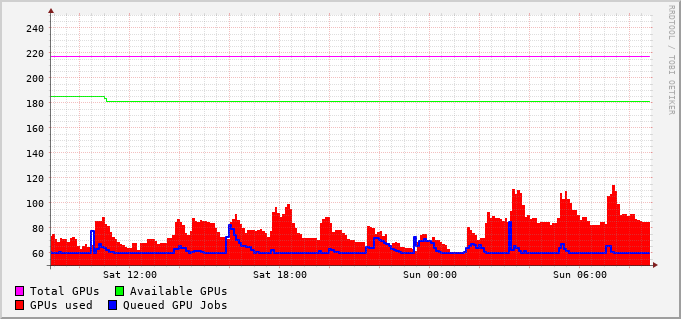 RRDTOOL / TOBI OETIKER
240
220
200
180
160
140
120
100
80
60
Sat 12:00 Sat 18:00 Sun 00:00 Sun 06:00
Total GPUs Available GPUs
GPUs used Queued GPU Jobs